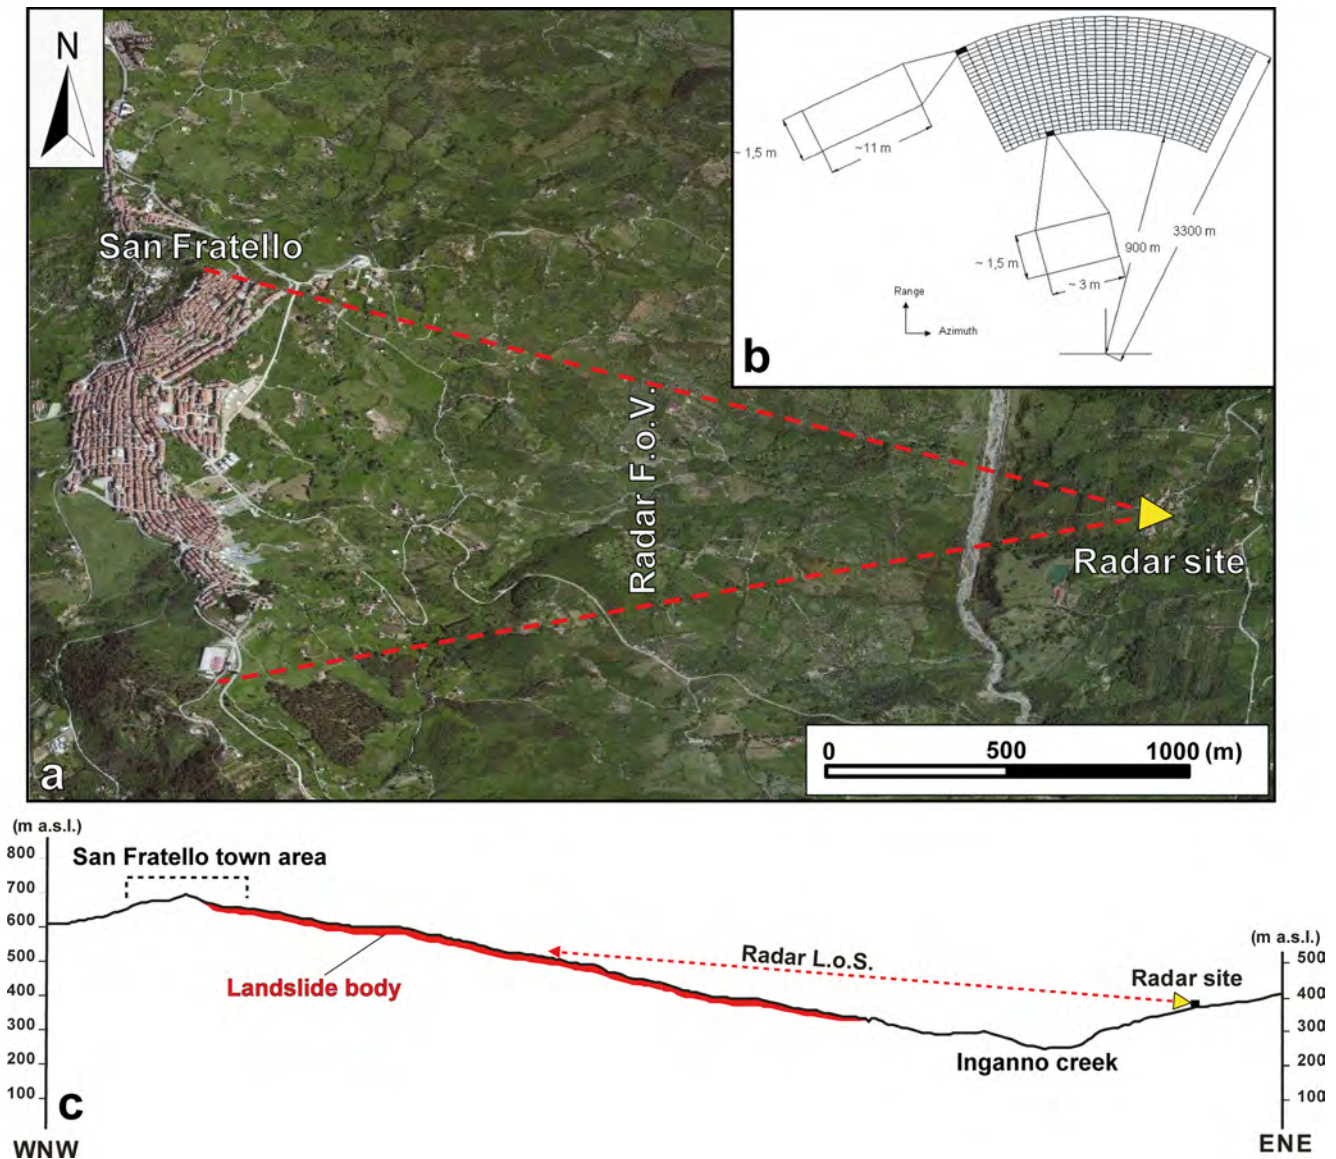 N
San Fratello
Radar F.o.V.
Radar site
0 500 1000 (m)
a
~ 1,5 m
~11 m
~ 1,5 m
~ 3 m
900 m
3300 m
Range
Azimuth
b
(m a.s.l.)
800
700
600
500
400
300
200
100
San Fratello town area
Landslide body
Radar L.o.S.
Radar site
Inganno creek
(m a.s.l.)
500
400
300
200
100
c
WNW
ENE